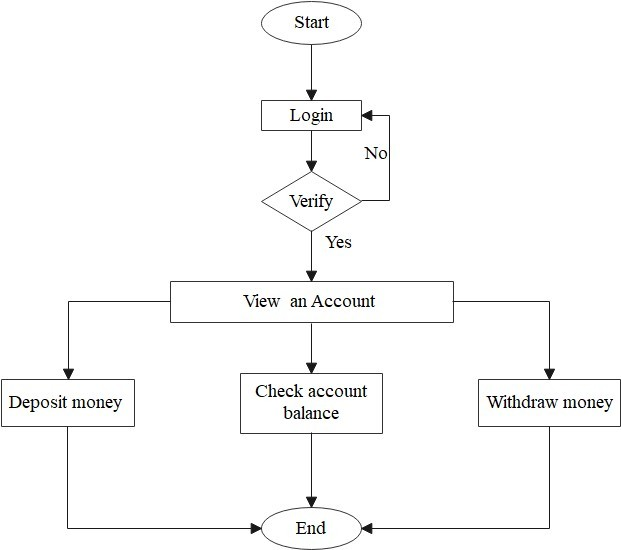 Start
Login
No
Verify
Yes
View an Account
Deposit money
Check account
balance
Withdraw money
End